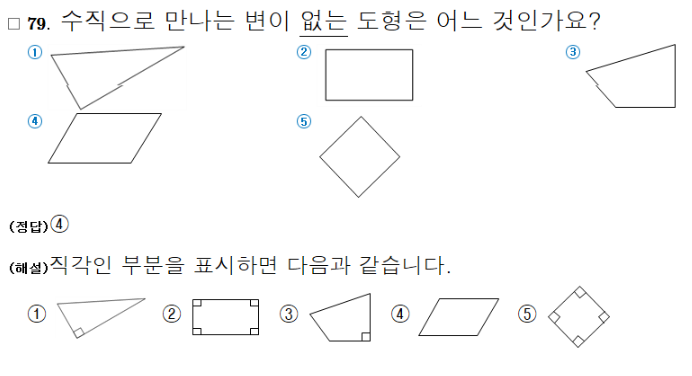 □ 79. 수직으로 만나는 변이 없는 도형은 어느 것인가요?
① ② ③
④ ⑤
(정답)④
(해설)직각인 부분을 표시하면 다음과 같습니다.
① ② ③ ④ ⑤